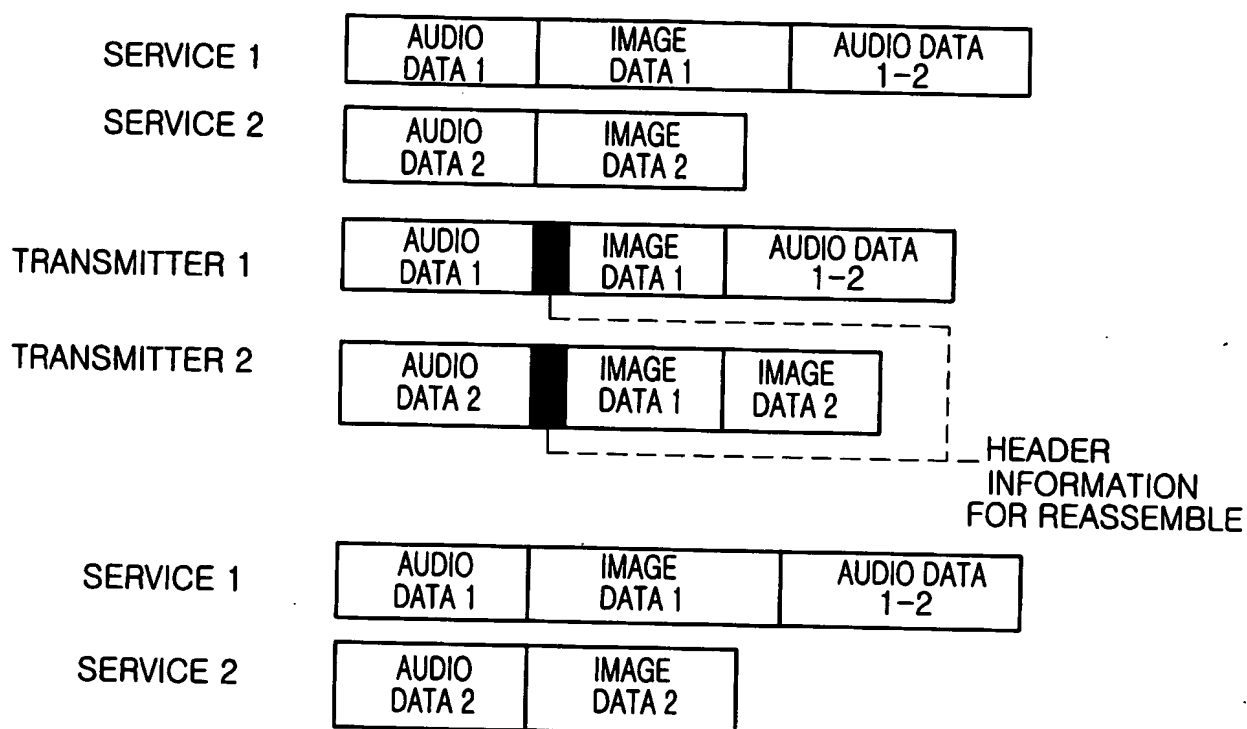 SERVICE 1
AUDIO DATA 1
IMAGE DATA 1
AUDIO DATA 1-2
SERVICE 2
AUDIO DATA 2
IMAGE DATA 2
TRANSMITTER 1
AUDIO DATA 1
IMAGE DATA 1
AUDIO DATA 1-2
TRANSMITTER 2
AUDIO DATA 2
IMAGE DATA 1
IMAGE DATA 2
HEADER
INFORMATION
FOR REASSEMBLE
SERVICE 1
AUDIO DATA 1
IMAGE DATA 1
AUDIO DATA 1-2
SERVICE 2
AUDIO DATA 2
IMAGE DATA 2